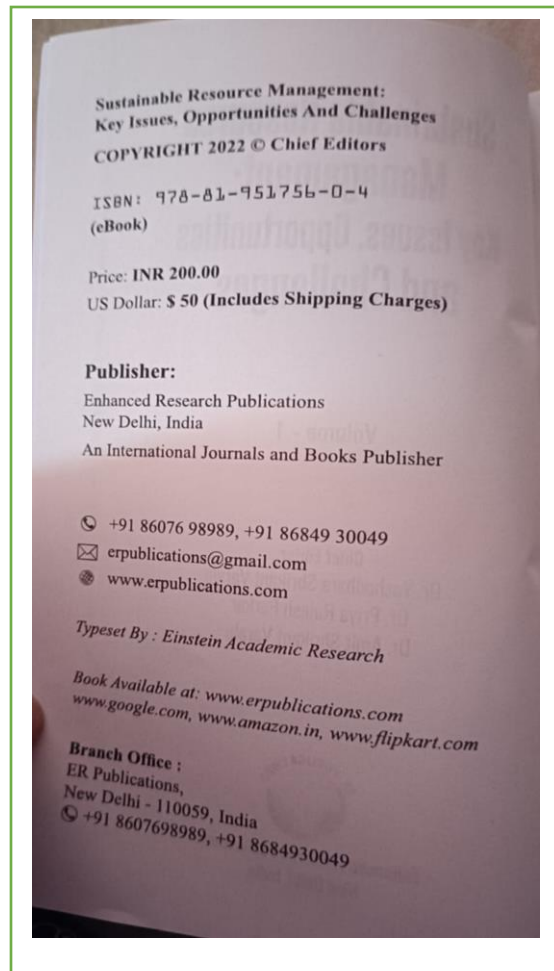 Sustainable Resource Management:
Key Issues, Opportunities And Challenges
COPYRIGHT 2022 © Chief Editors
ISBN: 978-81-951756-0-4
(eBook)
Price: INR 200.00
US Dollar: $ 50 (Includes Shipping Charges)
Publisher:
Enhanced Research Publications
New Delhi, India
An International Journals and Books Publisher
+91 86076 98989, +91 86849 30049
erpublications@gmail.com
www.erpublications.com
Typeset By : Einstein Academic Research
Book Available at: www.erpublications.com
www.google.com, www.amazon.in, www.flipkart.com
Branch Office :
ER Publications,
New Delhi - 110059, India
+91 8607698989, +91 8684930049